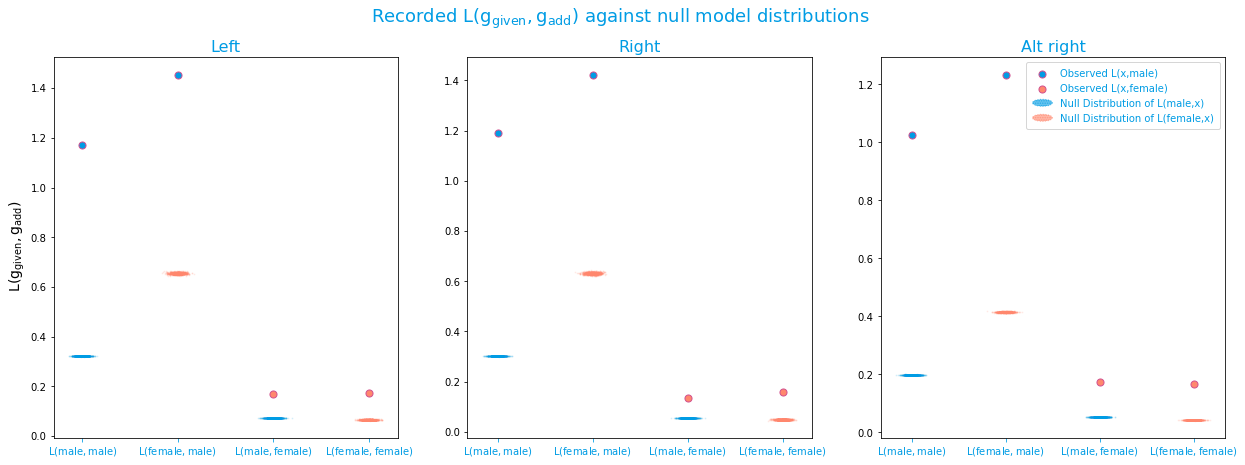 Recorded L(g_given, g_add) against null model distributions
Left
L(g_given, g_add)
1.4
1.2
1.0
0.8
0.6
0.4
0.2
0.0
L(male, male)
L(female, male)
L(male, female)
L(female, female)
Right
1.4
1.2
1.0
0.8
0.6
0.4
0.2
0.0
L(male, male)
L(female, male)
L(male, female)
L(female, female)
Alt right
1.2
1.0
0.8
0.6
0.4
0.2
0.0
L(male, male)
L(female, male)
L(male, female)
L(female, female)
Observed L(x,male)
Observed L(x,female)
Null Distribution of L(male,x)
Null Distribution of L(female,x)